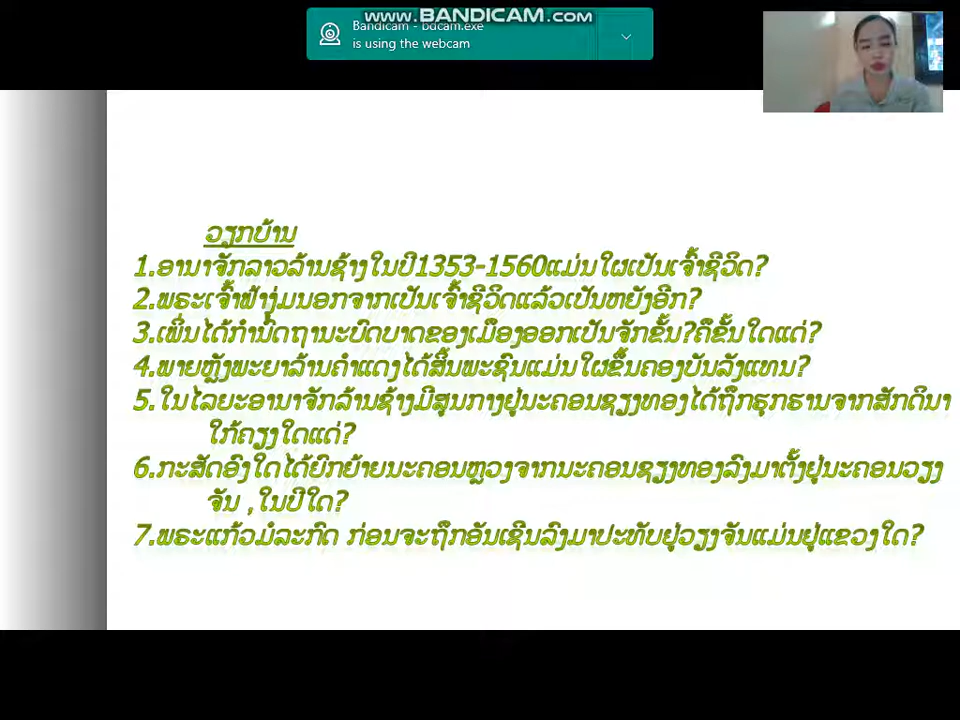 www.BANDICAM.com
Bandicam - bdcam.exe
is using the webcam
ວຽກບ້ານ
1.ອານາຈັກລາວລ້ານຊ້າງໃນປີ1353-1560ແມ່ນໃຜເປັນເຈົ້າຊີວິດ?
2.ພຣະເຈົ້າຟ້າງຸ່ມນອກຈາກເປັນເຈົ້າຊີວິດແລ້ວເປັນຫຍັງອີກ?
3.ເພິ່ນໄດ້ກຳນົດຖານະບົດບາດຂອງເມືອງອອກເປັນຈັກຂັ້ນ?ຄືຂັ້ນໃດແດ່?
4.ພາຍຫຼັງພະຍາລ້ານຄຳແດງໄດ້ສິ້ນພະຊົນແມ່ນໃຜຂຶ້ນຄອງບັນລັງແທນ?
5.ໃນໄລຍະອານາຈັກລ້ານຊ້າງມີສູນກາງຢູ່ນະຄອນຊຽງທອງໄດ້ຖືກຮຸກຮານຈາກສັກດິນາ
ໃກ້ຄຽງໃດແດ່?
6.ກະສັດອົງໃດໄດ້ຍົກຍ້າຍນະຄອນຫຼວງຈາກນະຄອນຊຽງທອງລົງມາຕັ້ງຢູ່ນະຄອນວຽງ
ຈັນ ,ໃນປີໃດ?
7.ພຣະແກ້ວມໍລະກົດ ກ່ອນຈະຖືກອັນເຊີນລົງມາປະທັບຢູ່ວຽງຈັນແມ່ນຢູ່ແຂວງໃດ?